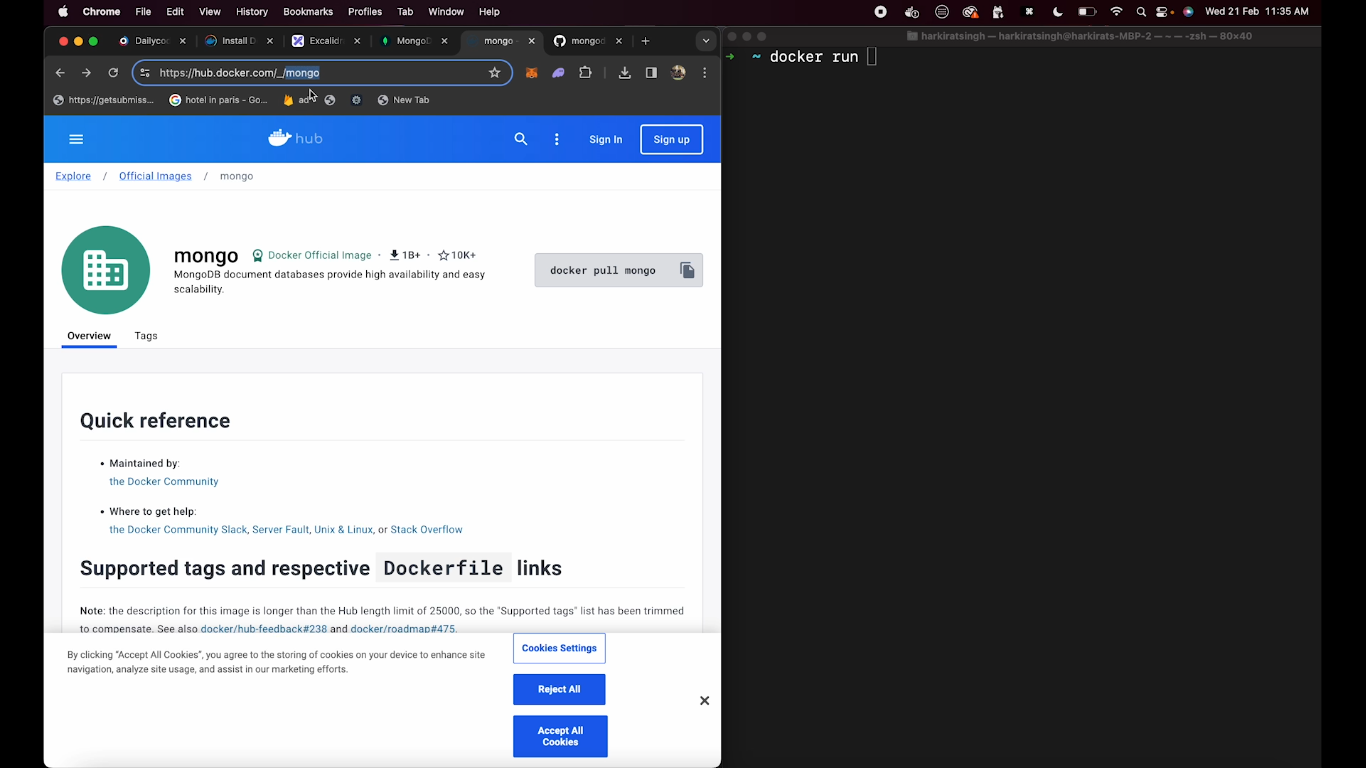 Chrome File Edit View History Bookmarks Profiles Tab Window Help Wed 21 Feb 11:35 AM
Dailyco Install D Excalidr MongoD mongo mongod
https://hub.docker.com/_/mongo
https://getsubmiss... hotel in paris - Go... ad New Tab
harkiratsingh — harkiratsingh@harkirats-MBP-2 — ~ — -zsh — 80×40
~ docker run
hub Sign In Sign up
Explore / Official Images / mongo
mongo Docker Official Image · 1B+ · 10K+
MongoDB document databases provide high availability and easy
scalability.
docker pull mongo
Overview Tags
Quick reference
• Maintained by:
the Docker Community
• Where to get help:
the Docker Community Slack, Server Fault, Unix & Linux, or Stack Overflow
Supported tags and respective Dockerfile links
Note: the description for this image is longer than the Hub length limit of 25000, so the "Supported tags" list has been trimmed
to compensate. See also docker/hub-feedback#238 and docker/roadmap#475.
By clicking "Accept All Cookies", you agree to the storing of cookies on your device to enhance site
navigation, analyze site usage, and assist in our marketing efforts.
Cookies Settings
Reject All
Accept All
Cookies